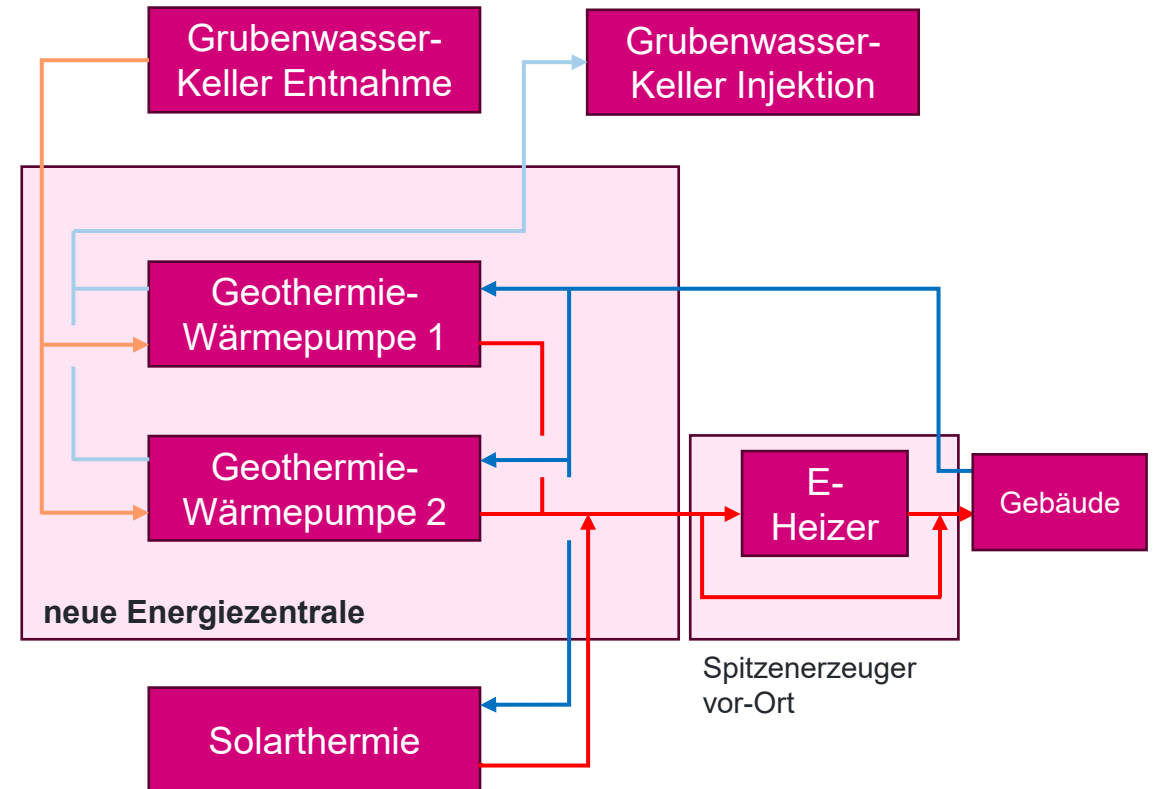 Grubenwasser-
Keller Entnahme
Grubenwasser-
Keller Injektion
Geothermie-
Wärmepumpe 1
Geothermie-
Wärmepumpe 2
E-
Heizer
Gebäude
neue Energiezentrale
Spitzenerzeuger
vor-Ort
Solarthermie